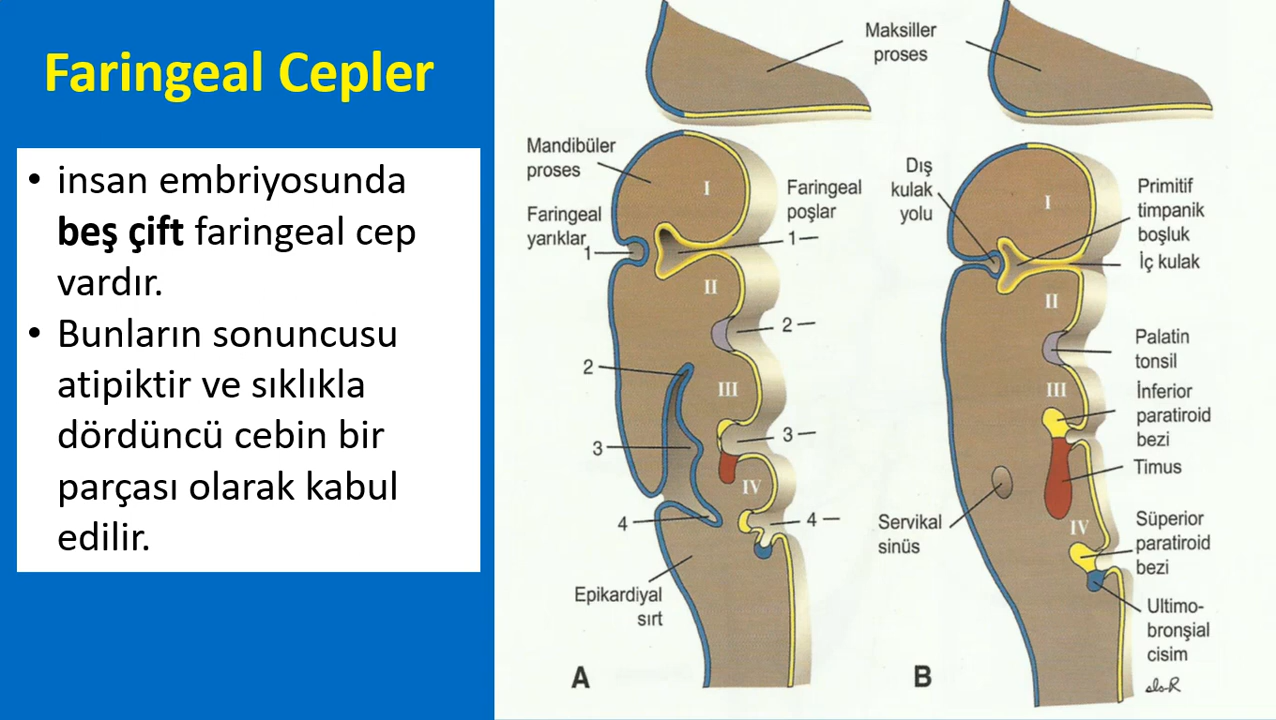 Faringeal Cepler
• insan embriyosunda
beş çift faringeal cep
vardır.
• Bunların sonuncusu
atipiktir ve sıklıkla
dördüncü cebin bir
parçası olarak kabul
edilir.
Maksiller
proses
Mandibüler
proses
I
Faringeal
poşlar
Faringeal
yarıklar
1
1
II
2
2
III
3
3
IV
4
4
Epikardiyal
sırt
A
Dış
kulak
yolu
I
Primitif
timpanik
boşluk
İç kulak
II
Palatin
tonsil
III
İnferior
paratiroid
bezi
Timus
Servikal
sinüs
IV
Süperior
paratiroid
bezi
Ultimo-
bronşial
cisim
B